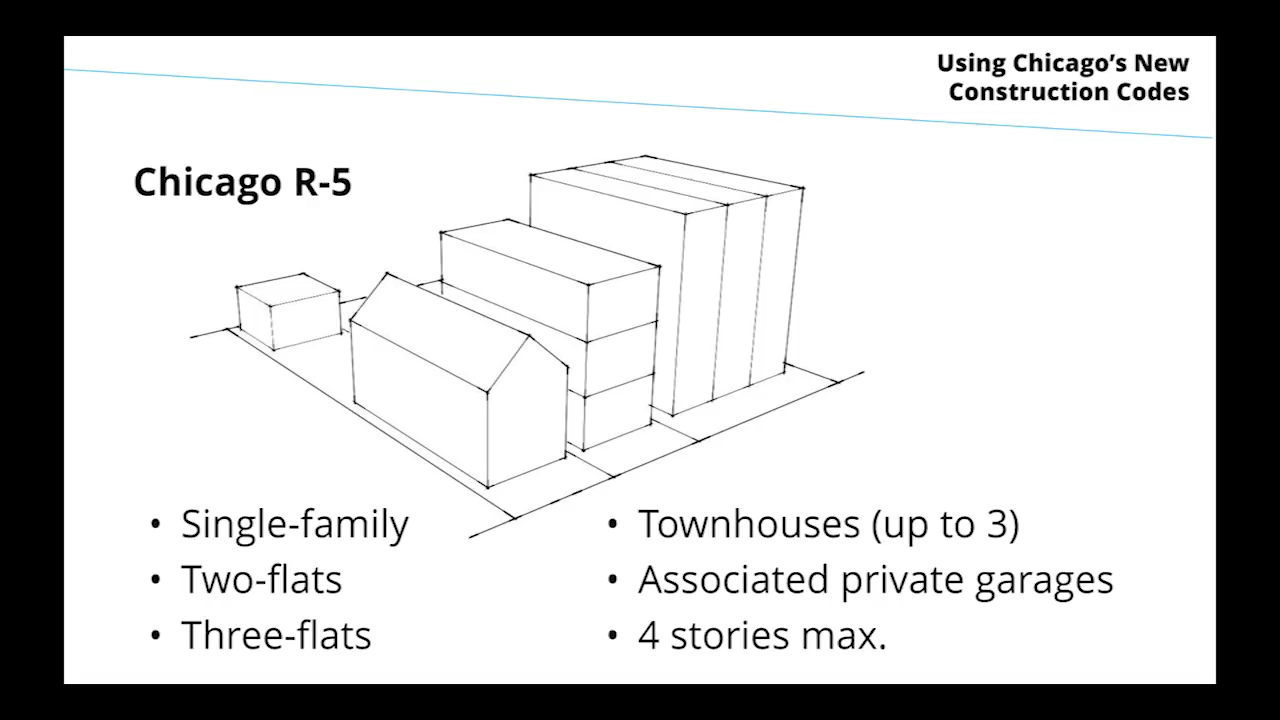 Using Chicago’s New
Construction Codes
Chicago R-5
• Single-family
• Two-flats
• Three-flats
• Townhouses (up to 3)
• Associated private garages
• 4 stories max.